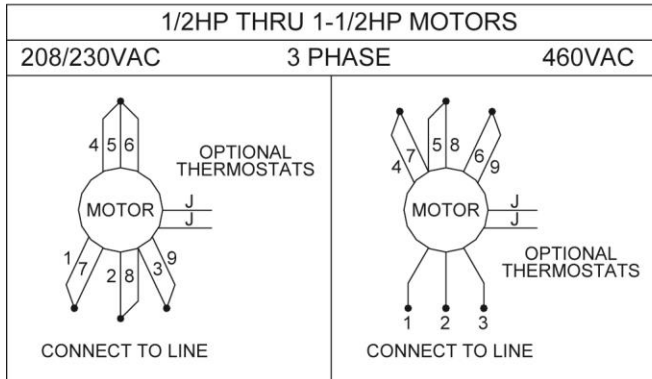 1/2HP THRU 1-1/2HP MOTORS
208/230VAC 3 PHASE 460VAC
4 5 6
OPTIONAL
THERMOSTATS
MOTOR
J
J
1 7 2 8 3 9
CONNECT TO LINE
4 7 5 8 6 9
MOTOR
J
J
OPTIONAL
THERMOSTATS
1 2 3
CONNECT TO LINE